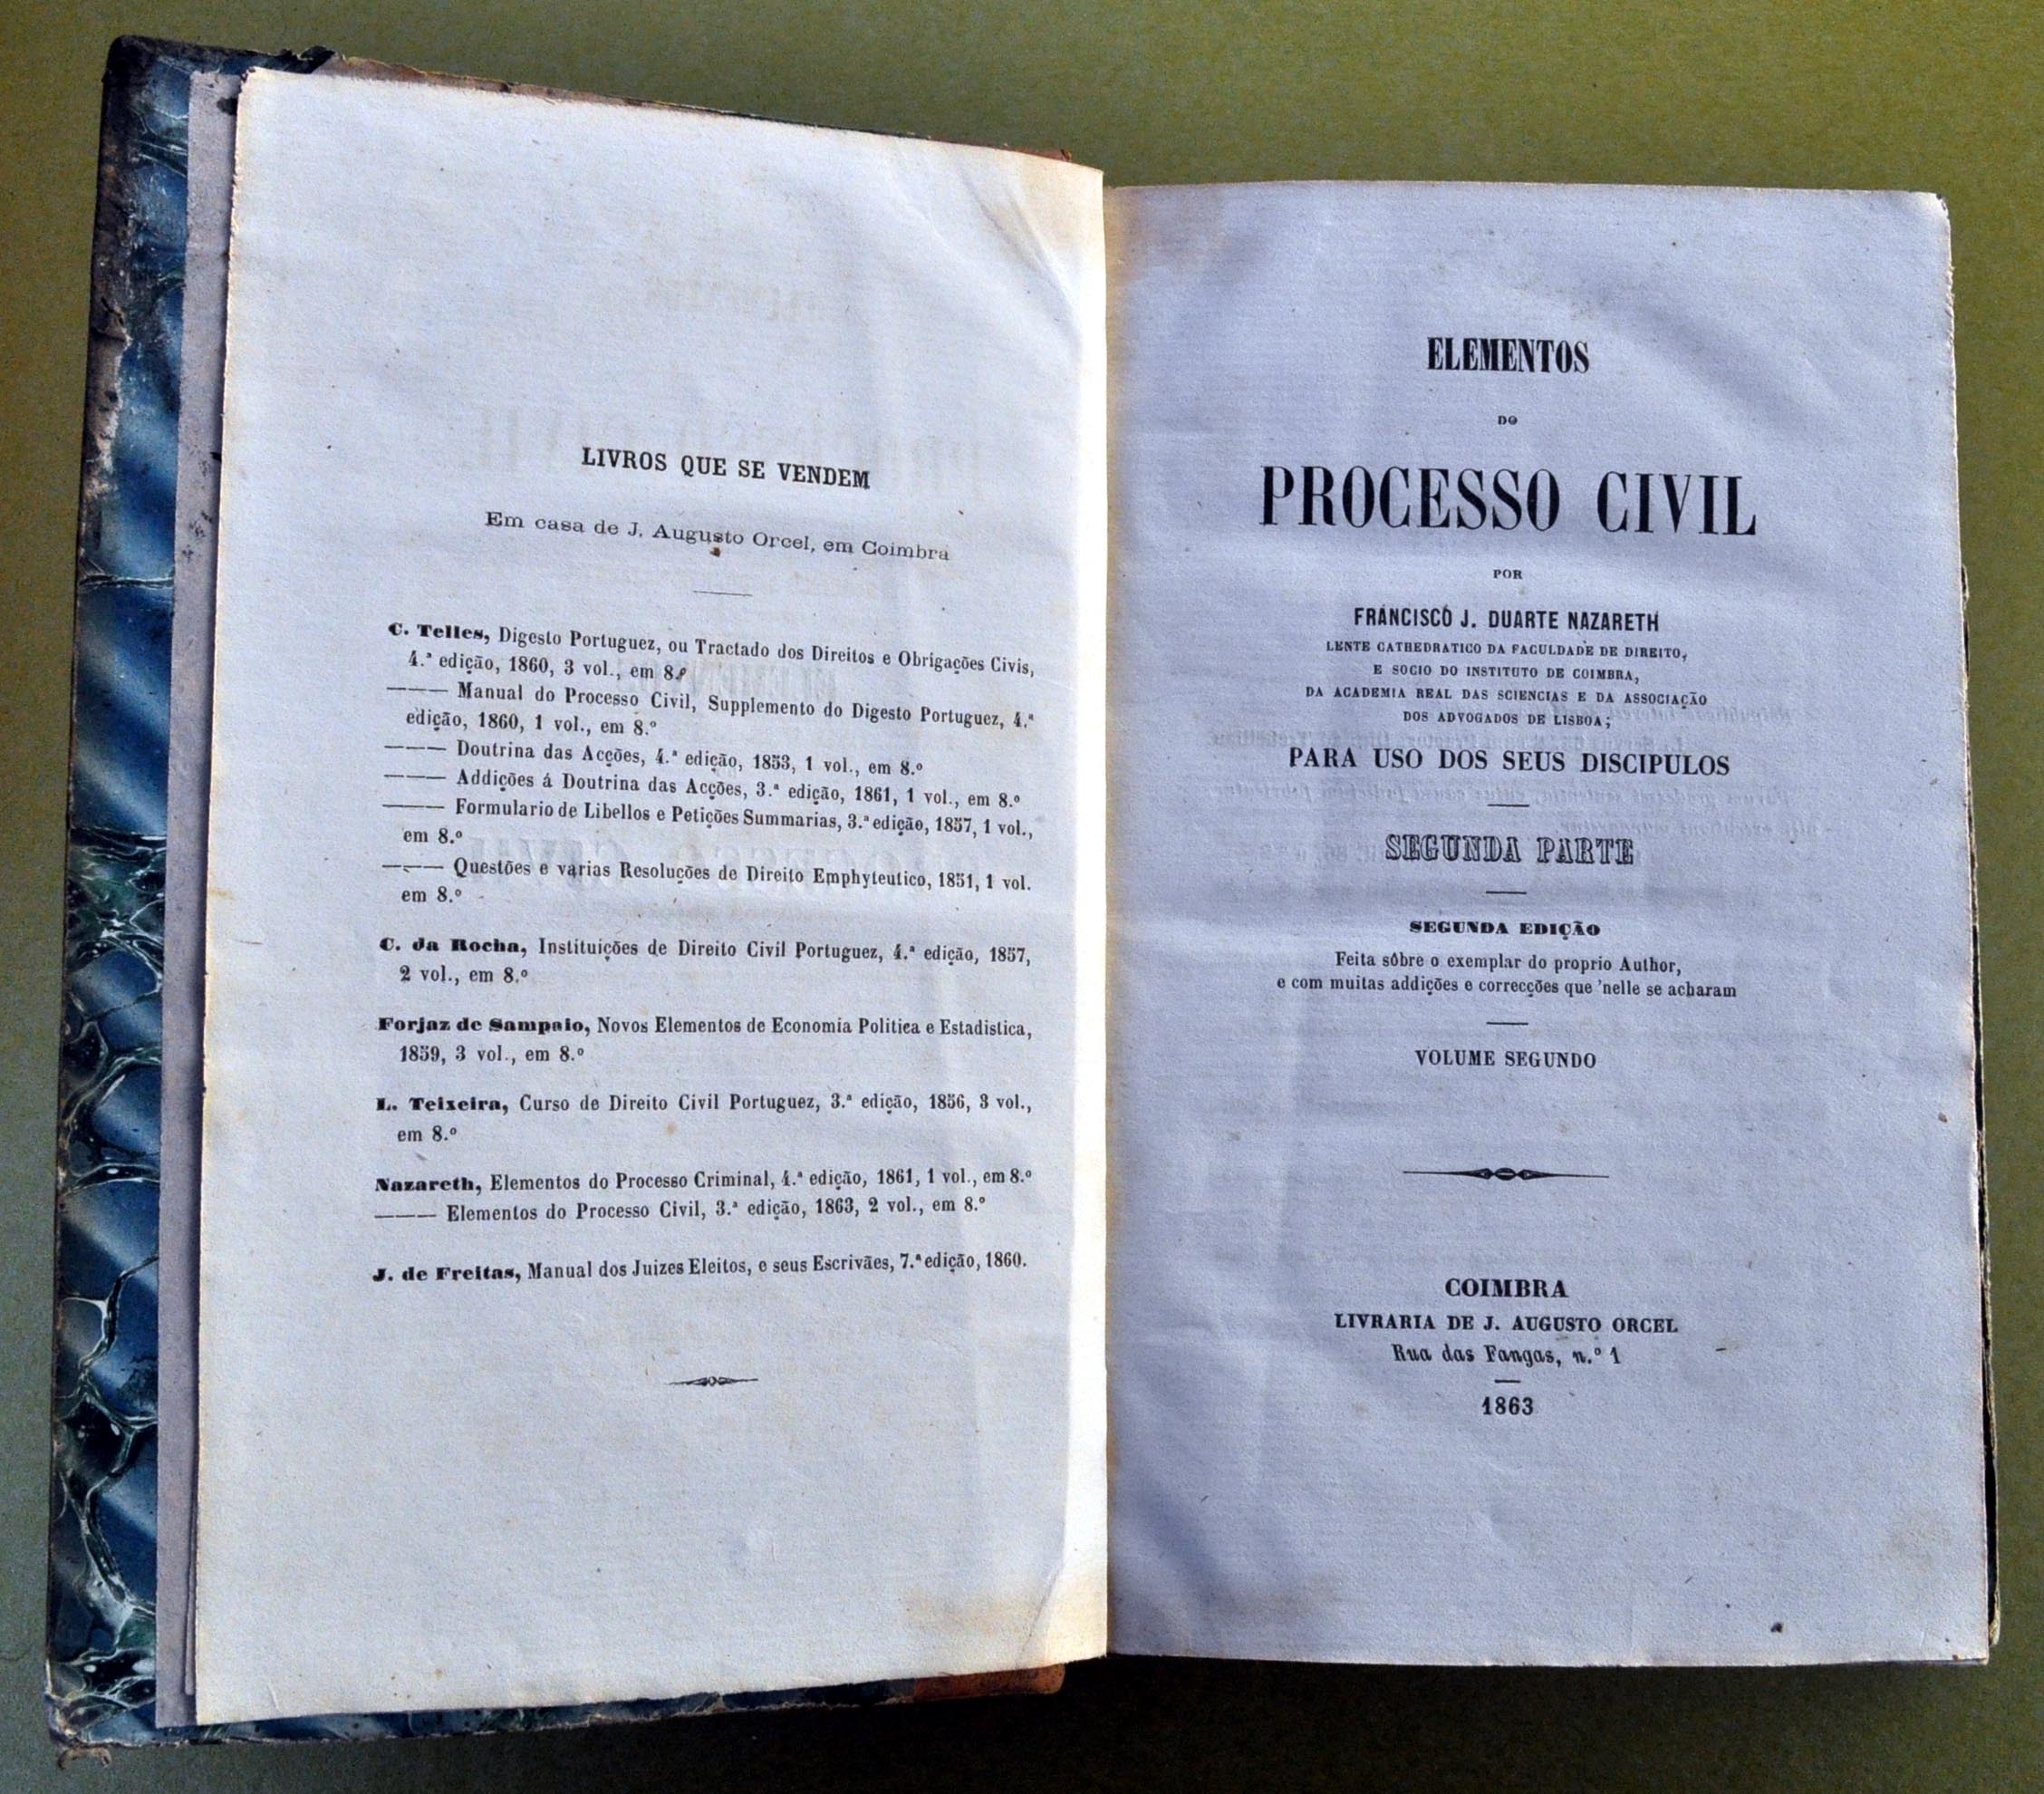 LIVROS QUE SE VENDEM
Em casa de J. Augusto Orcel, em Coimbra
C. Telles, Digesto Portuguez, ou Tractado dos Direitos e Obrigações Civis,
4.ª edição, 1860, 3 vol., em 8.º
——— Manual do Processo Civil, Supplemento do Digesto Portuguez, 4.ª
edição, 1860, 1 vol., em 8.º
——— Doutrina das Acções, 4.ª edição, 1853, 1 vol., em 8.º
——— Addições á Doutrina das Acções, 3.ª edição, 1861, 1 vol., em 8.º
——— Formulario de Libellos e Petições Summarias, 3.ª edição, 1857, 1 vol.,
em 8.º
——— Questões e varias Resoluções de Direito Emphyteutico, 1851, 1 vol.
em 8.º
C. da Rocha, Instituições de Direito Civil Portuguez, 4.ª edição, 1857,
2 vol., em 8.º
Forjaz de Sampaio, Novos Elementos de Economia Politica e Estadistica,
1859, 3 vol., em 8.º
L. Teixeira, Curso de Direito Civil Portuguez, 3.ª edição, 1856, 3 vol.,
em 8.º
Nazareth, Elementos do Processo Criminal, 4.ª edição, 1861, 1 vol., em 8.º
——— Elementos do Processo Civil, 3.ª edição, 1863, 2 vol., em 8.º
J. de Freitas, Manual dos Juizes Eleitos, e seus Escrivães, 7.ª edição, 1860.
ELEMENTOS
DO
PROCESSO CIVIL
POR
FRANCISCO J. DUARTE NAZARETH
LENTE CATHEDRATICO DA FACULDADE DE DIREITO,
E SOCIO DO INSTITUTO DE COIMBRA,
DA ACADEMIA REAL DAS SCIENCIAS E DA ASSOCIAÇÃO
DOS ADVOGADOS DE LISBOA;
PARA USO DOS SEUS DISCIPULOS
SEGUNDA PARTE
SEGUNDA EDIÇÃO
Feita sôbre o exemplar do proprio Author,
e com muitas addições e correcções que 'nelle se acharam
VOLUME SEGUNDO
COIMBRA
LIVRARIA DE J. AUGUSTO ORCEL
Rua das Fangas, n.º 1
1863